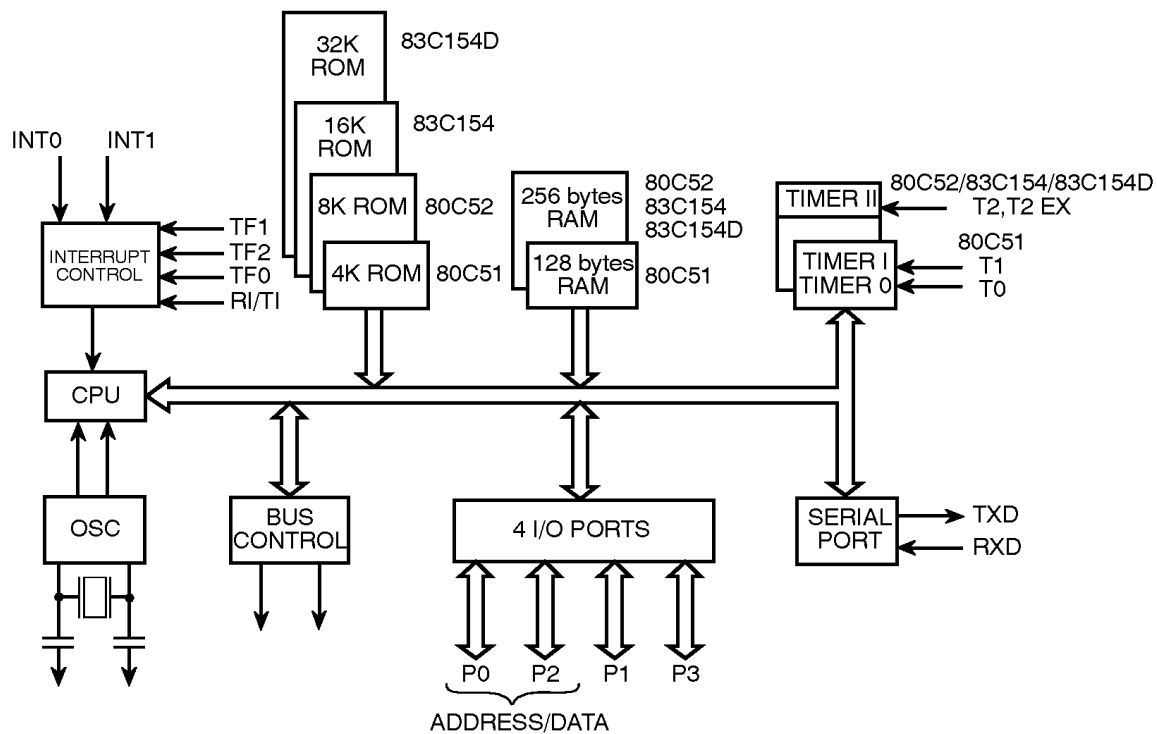 32K
ROM
83C154D
16K
ROM
83C154
8K ROM
80C52
4K ROM
80C51
INT0
INT1
INTERRUPT
CONTROL
TF1
TF2
TF0
RI/TI
256 bytes
RAM
80C52
83C154
83C154D
128 bytes
RAM
80C51
TIMER II
80C52/83C154/83C154D
T2,T2 EX
80C51
TIMER I
TIMER 0
T1
T0
CPU
OSC
BUS
CONTROL
4 I/O PORTS
SERIAL
PORT
TXD
RXD
P0
P2
P1
P3
ADDRESS/DATA